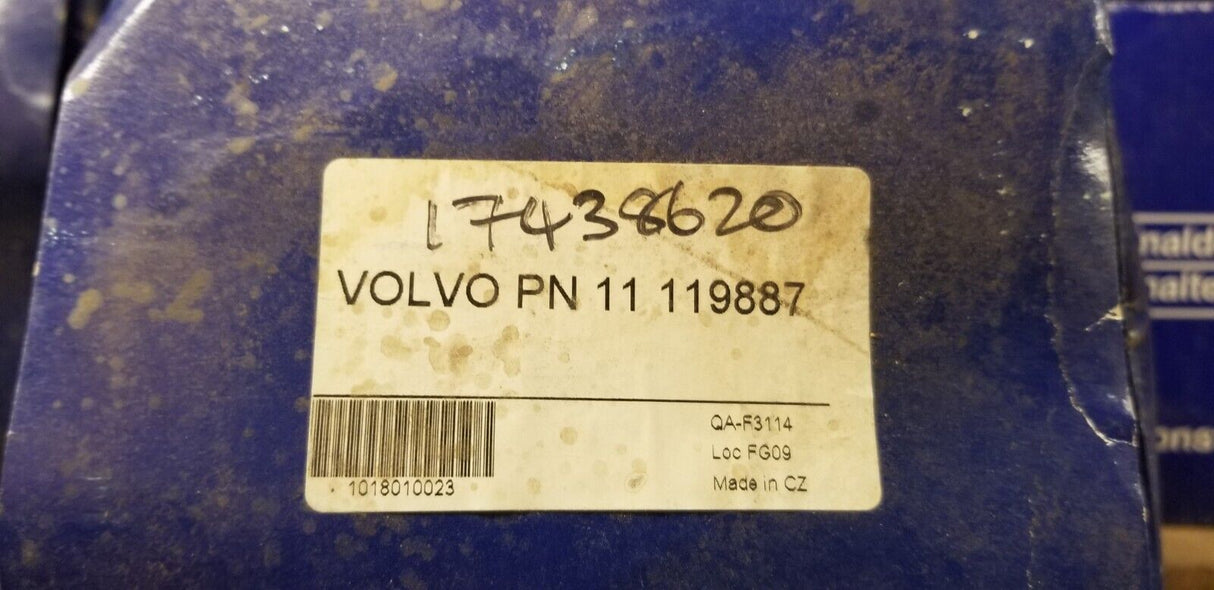 17438620
VOLVO PN 11 119887
QA-F3114
Loc FG09
1018010023
Made in CZ